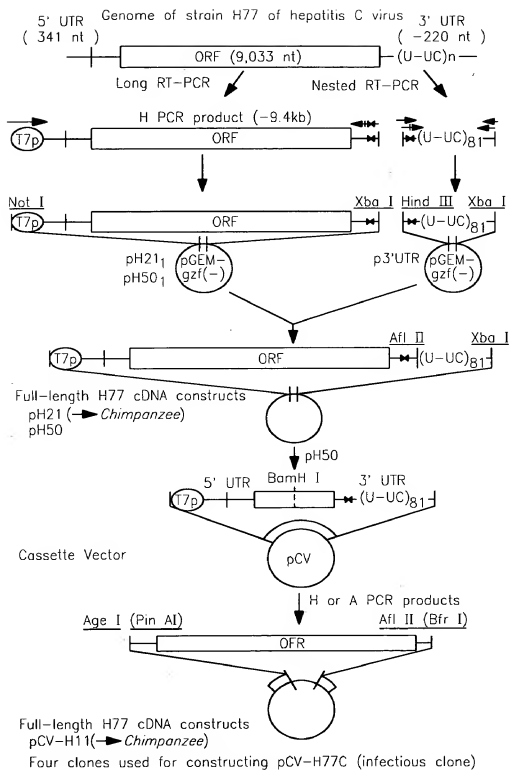 Genome of strain H77 of hepatitis C virus
5' UTR
(341 nt)
3' UTR
(-220 nt)
ORF (9,033 nt)
(U-UC)n
Long RT-PCR
Nested RT-PCR
H PCR product (-9.4kb)
T7p
ORF
(U-UC)81
Not I
Xba I
Hind III
Xba I
T7p
ORF
(U-UC)81
pH21₁
pH50₁
pGEM-
gzf(-)
p3'UTR
pGEM-
gzf(-)
Afl II
Xba I
T7p
ORF
(U-UC)81
Full-length H77 cDNA constructs
pH21 (→ Chimpanzee)
pH50
pH50
5' UTR
BamH I
3' UTR
T7p
(U-UC)81
Cassette Vector
pCV
H or A PCR products
Age I (Pin AI)
Afl II (Bfr I)
OFR
Full-length H77 cDNA constructs
pCV-H11(→ Chimpanzee)
Four clones used for constructing pCV-H77C (infectious clone)